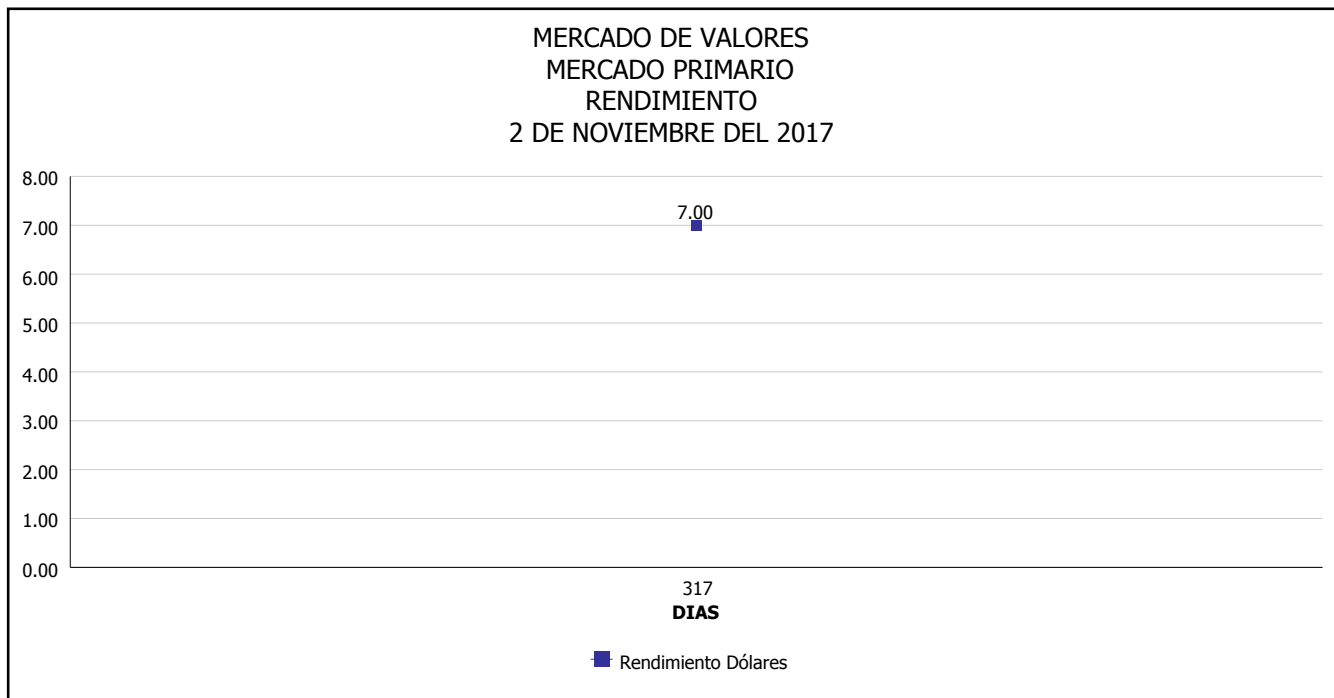 MERCADO DE VALORES
MERCADO PRIMARIO
RENDIMIENTO
2 DE NOVIEMBRE DEL 2017
8.00
7.00
7.00
6.00
5.00
4.00
3.00
2.00
1.00
0.00
317
DIAS
Rendimiento Dólares